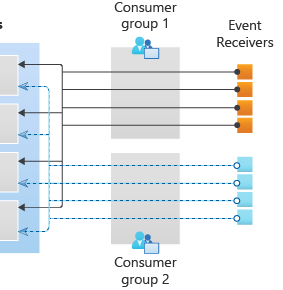 s
Consumer
group 1
Event
Receivers
Consumer
group 2